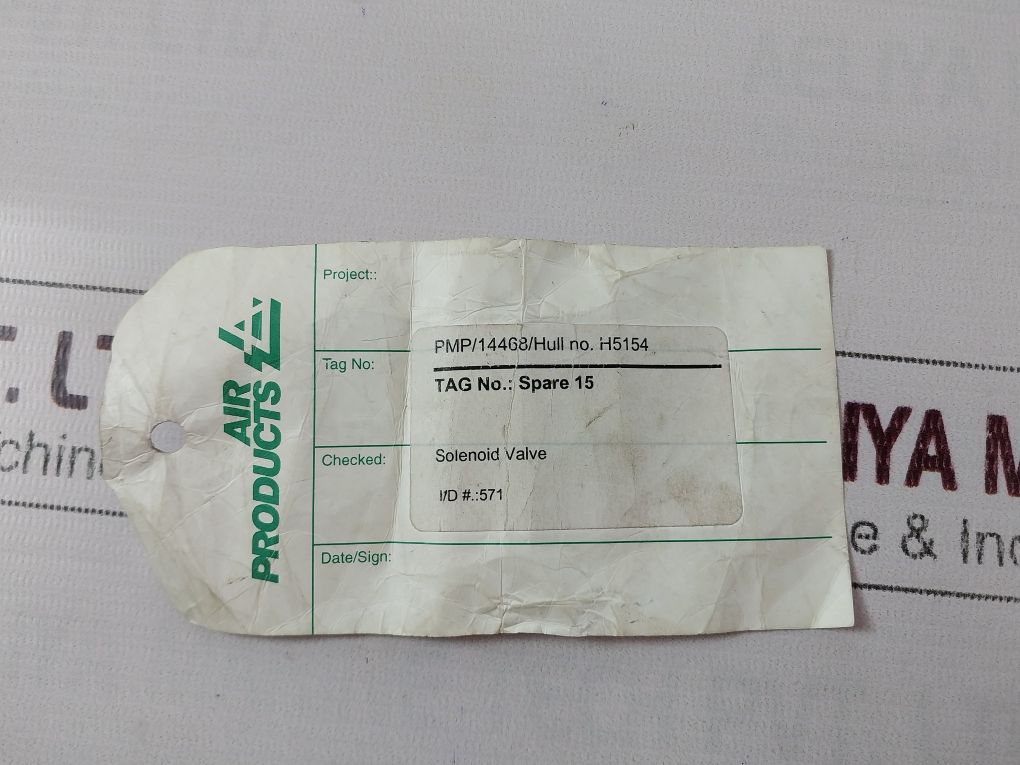 AIR
PRODUCTS
Project::
PMP/14468/Hull no. H5154
Tag No:
TAG No.: Spare 15
Checked:
Solenoid Valve
I/D #.:571
Date/Sign:
&